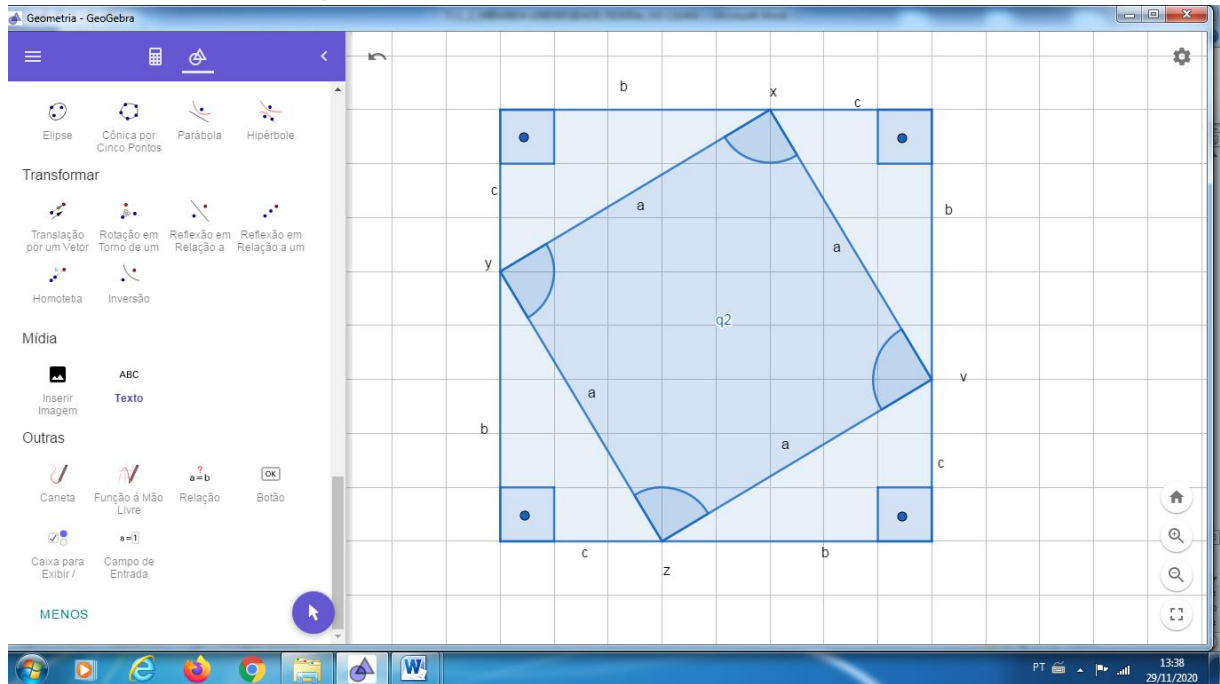 Geometria - GeoGebra
Elipse
Cônica por
Cinco Pontos
Parábola
Hipérbole
Transformar
Translação
por um Vetor
Rotação em
Torno de um
Reflexão em
Relação a
Reflexão em
Relação a um
Homotetia
Inversão
Mídia
ABC
Inserir
Imagem
Texto
Outras
?
a=b
OK
a=1
Caneta
Função á Mão
Livre
Relação
Botão
Caixa para
Exibir /
Campo de
Entrada
MENOS
b
x
c
c
a
b
a
y
q2
v
a
b
a
c
c
b
z
PT
13:38
29/11/2020